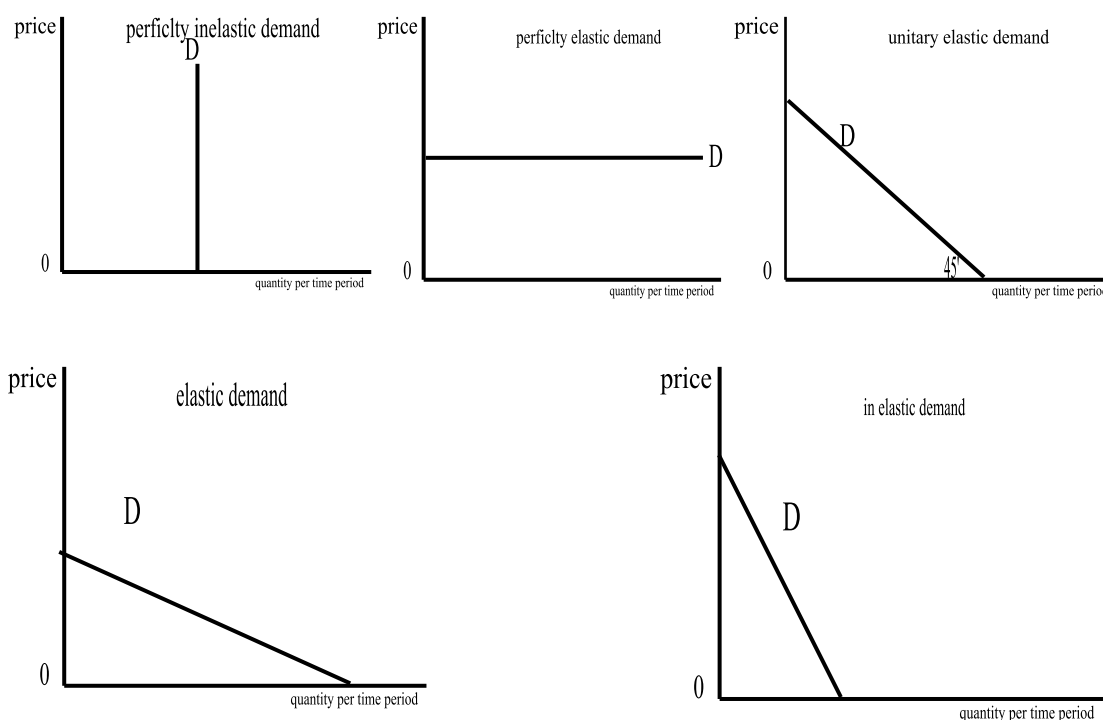 price
perficlty inelastic demand
D
0
quantity per time period
price
perficlty elastic demand
D
0
quantity per time period
price
unitary elastic demand
D
45'
0
quantity per time perio
price
elastic demand
D
0
quantity per time period
price
in elastic demand
D
0
quantity per time period